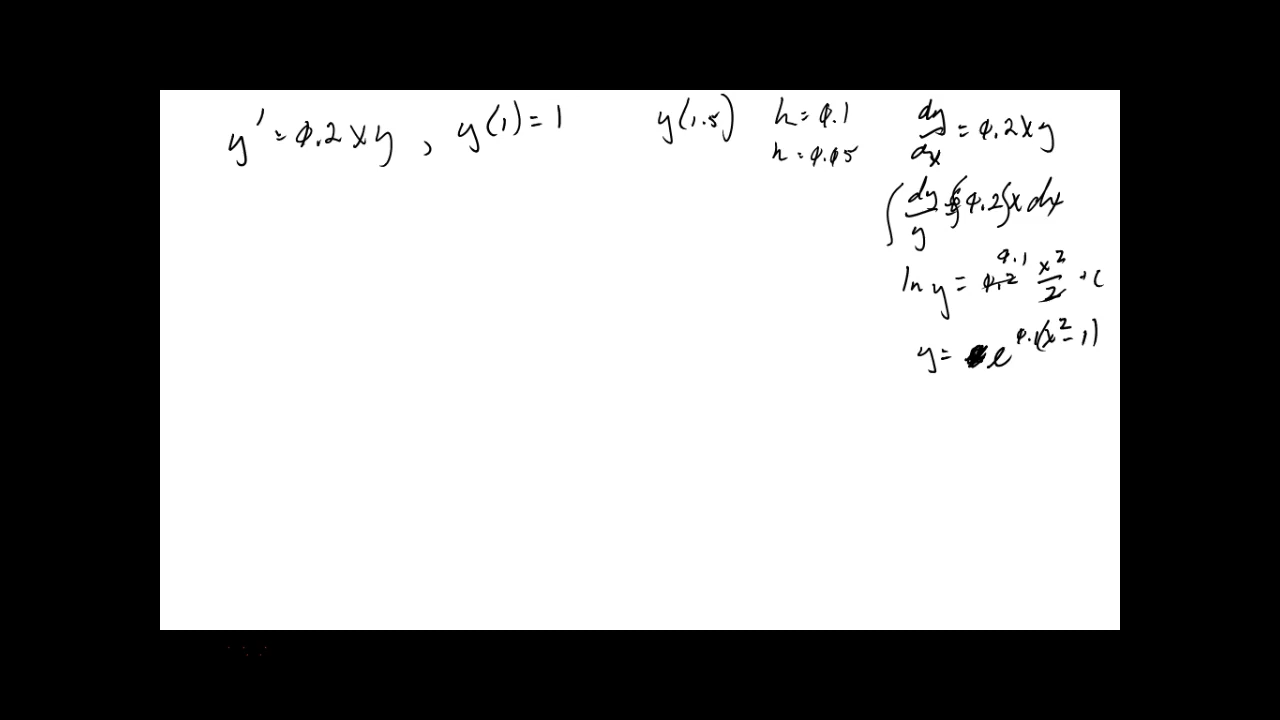 y' = 0.2xy , y(1) = 1 y(1.5) h = 0.1
h = 0.05
dy/dx = 0.2xy
∫ dy/y = 0.2∫x dx
ln y = 0.1 x²/2 + C
y = e^0.1(x² - 1)